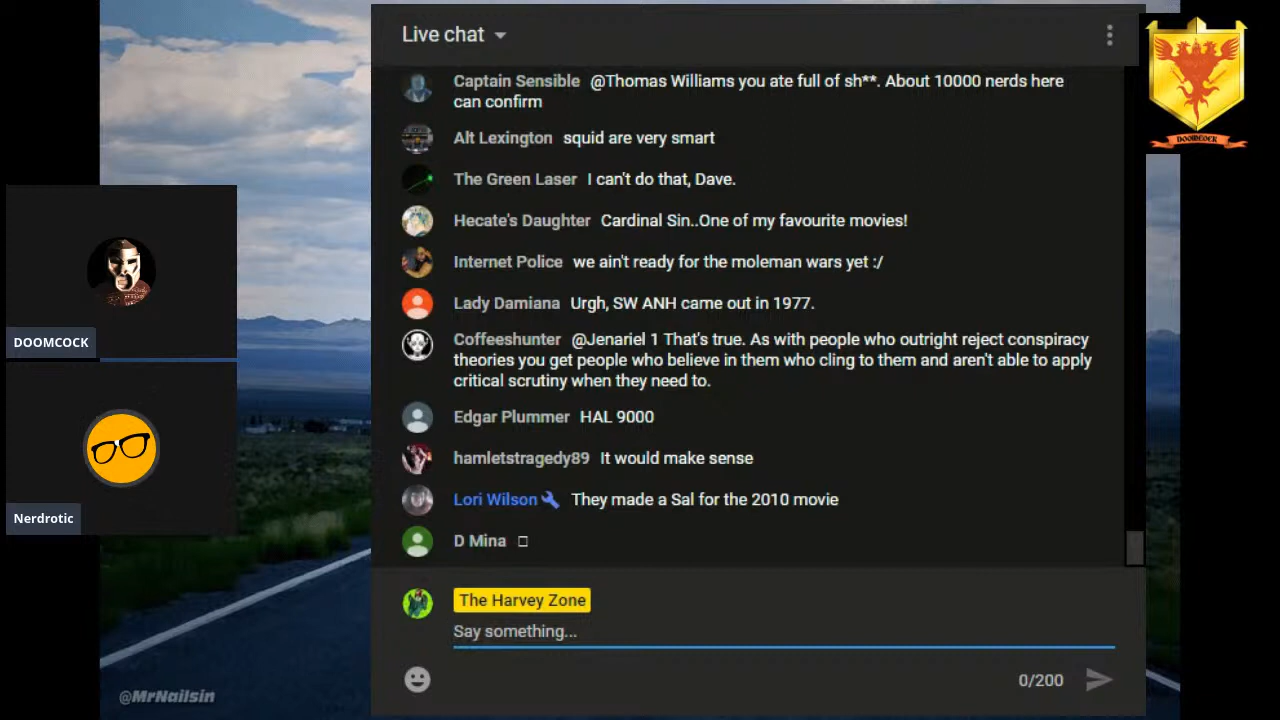 Live chat
DOOMCOCK
Captain Sensible @Thomas Williams you ate full of sh**. About 10000 nerds here
can confirm
Alt Lexington squid are very smart
The Green Laser I can't do that, Dave.
Hecate's Daughter Cardinal Sin..One of my favourite movies!
Internet Police we ain't ready for the moleman wars yet :/
Lady Damiana Urgh, SW ANH came out in 1977.
Coffeeshunter @Jenariel 1 That's true. As with people who outright reject conspiracy
theories you get people who believe in them who cling to them and aren't able to apply
critical scrutiny when they need to.
Edgar Plummer HAL 9000
hamletstragedy89 It would make sense
Lori Wilson They made a Sal for the 2010 movie
D Mina
The Harvey Zone
Say something...
0/200
DOOMCOCK
Nerdrotic
@MrNailsin